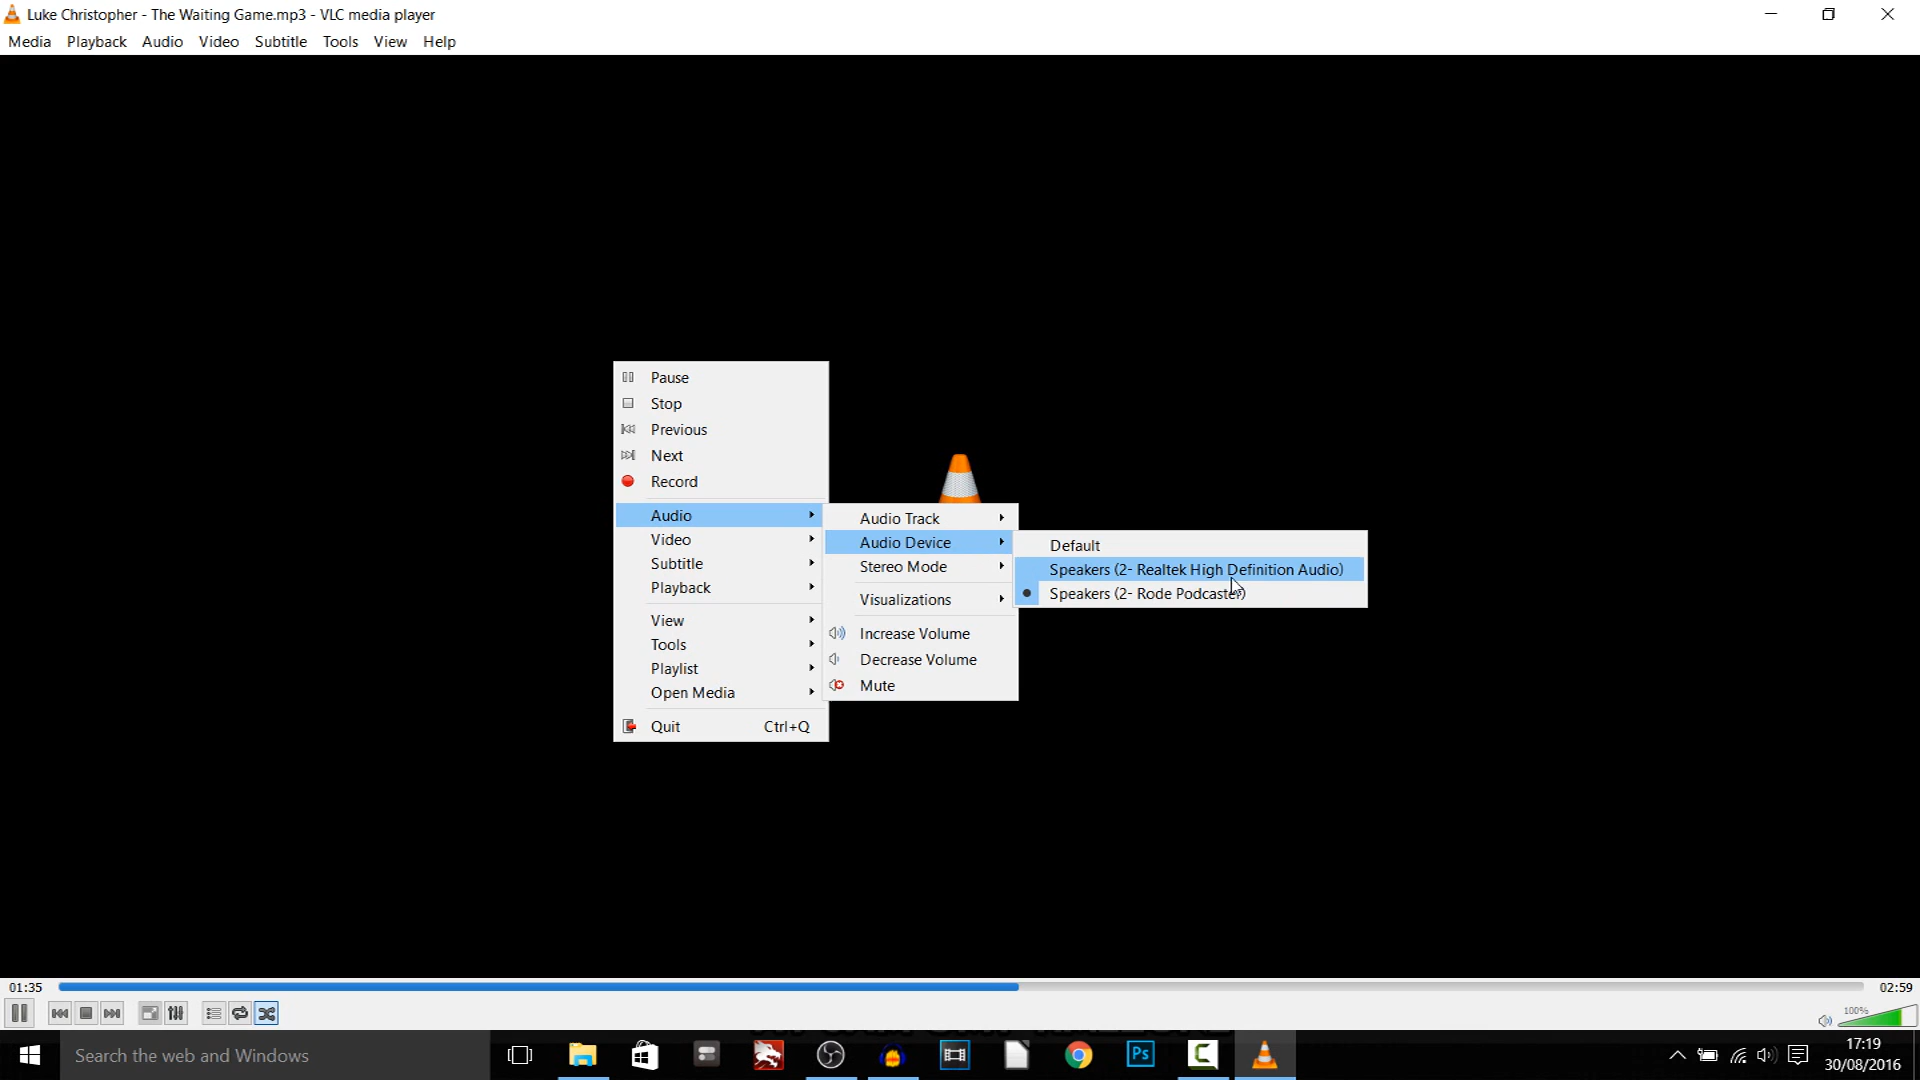 Luke Christopher - The Waiting Game.mp3 - VLC media player
Media Playback Audio Video Subtitle Tools View Help
Pause
Stop
Previous
Next
Record
Audio
Video
Subtitle
Playback
View
Tools
Playlist
Open Media
Quit Ctrl+Q
Audio Track
Audio Device
Stereo Mode
Visualizations
Increase Volume
Decrease Volume
Mute
Default
Speakers (2- Realtek High Definition Audio)
Speakers (2- Rode Podcaster)
01:35 02:59
100%
Search the web and Windows
Ps
17:19
30/08/2016